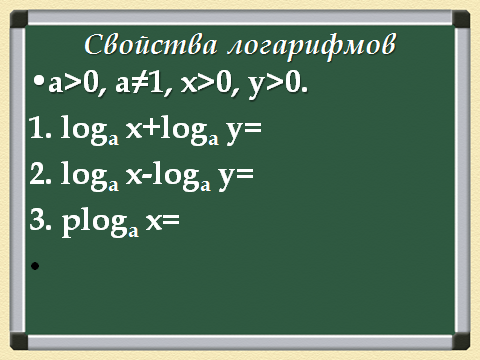 Свойства логарифмов
•a>0, a≠1, x>0, y>0.
1. logₐ x+logₐ y=
2. logₐ x-logₐ y=
3. plogₐ x=
•